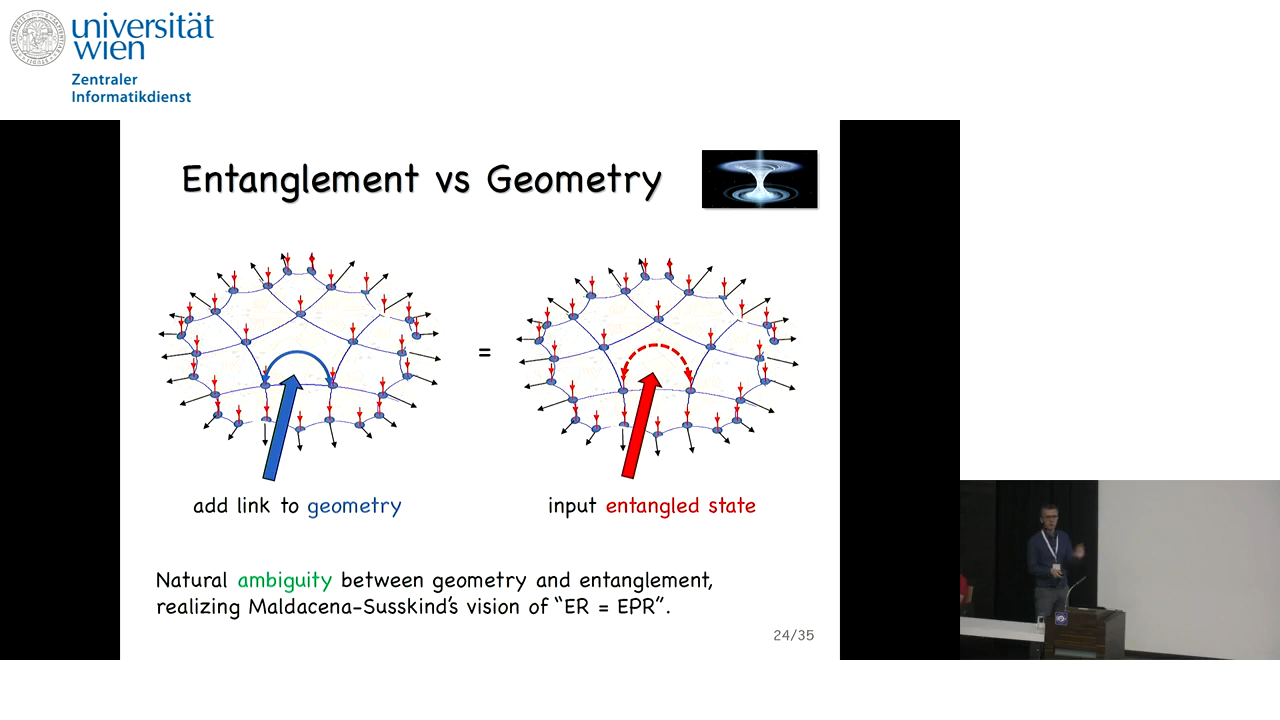 universität
wien
Zentraler
Informatikdienst
Entanglement vs Geometry
=
add link to geometry
input entangled state
Natural ambiguity between geometry and entanglement,
realizing Maldacena-Susskind's vision of "ER = EPR".
24/35